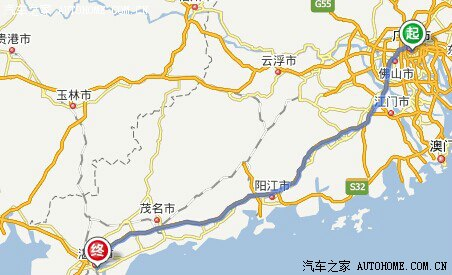 G55
贵港市
起
云浮市
佛山市
玉林市
江门市
澳门
阳江市
S32
茂名市
终
汽车之家 AUTOHOME.COM.CN